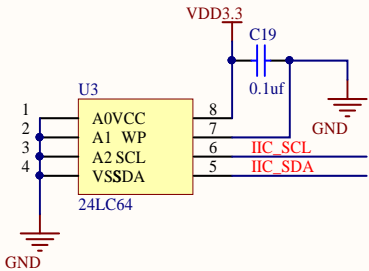 VDD3.3
C19
0.1uf
GND
U3
1 A0VCC 8
2 A1 WP 7
3 A2 SCL 6 IIC_SCL
4 VSSDA 5 IIC_SDA
24LC64
GND